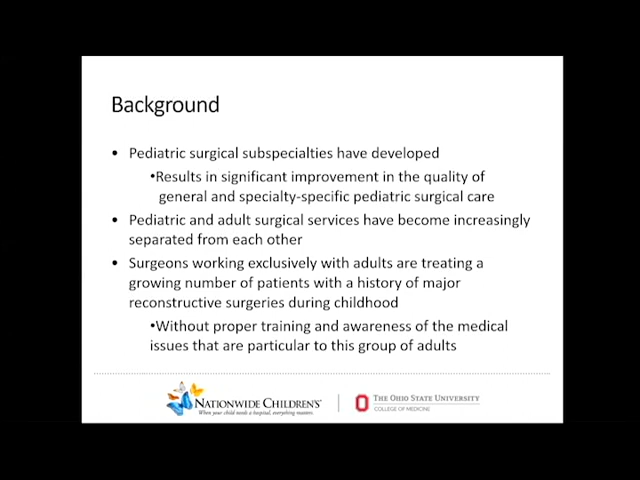 Background
• Pediatric surgical subspecialties have developed
•Results in significant improvement in the quality of
general and specialty-specific pediatric surgical care
• Pediatric and adult surgical services have become increasingly
separated from each other
• Surgeons working exclusively with adults are treating a
growing number of patients with a history of major
reconstructive surgeries during childhood
•Without proper training and awareness of the medical
issues that are particular to this group of adults
NATIONWIDE CHILDREN'S
When your child needs a hospital, everything matters.
THE OHIO STATE UNIVERSITY
COLLEGE OF MEDICINE